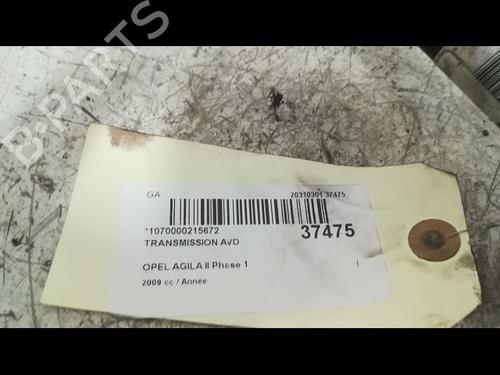 B-PARTS
GA 20310301 37475
*1070000215672 37475
TRANSMISSION AvD
OPEL AGILA II Phase 1 I
2009 cc / Année